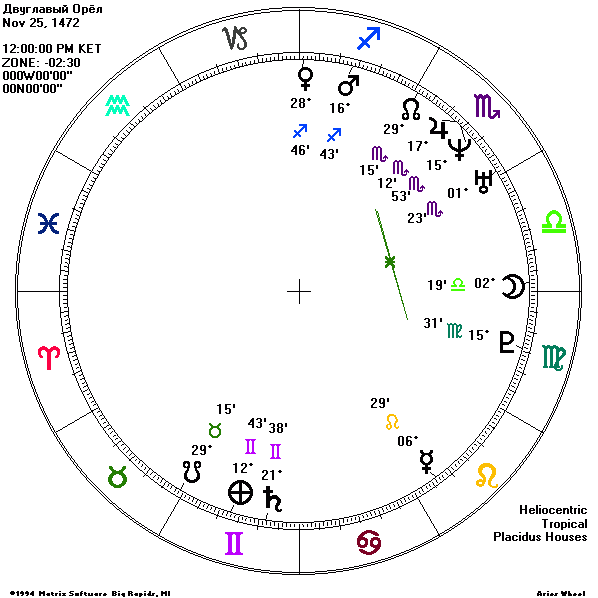 Двуглавый Орёл
Nov 25, 1472
12:00:00 PM KET
ZONE: -02:30
000W00'00"
00N00'00"
28° 16° 29° 17° 15° 01°
46' 43' 15' 12' 53' 23'
19' 02°
31' 15°
29' 06°
15' 43' 38'
29° 12° 21°
Heliocentric
Tropical
Placidus Houses
©1994 Matrix Software Big Rapids, MI
Aries Wheel